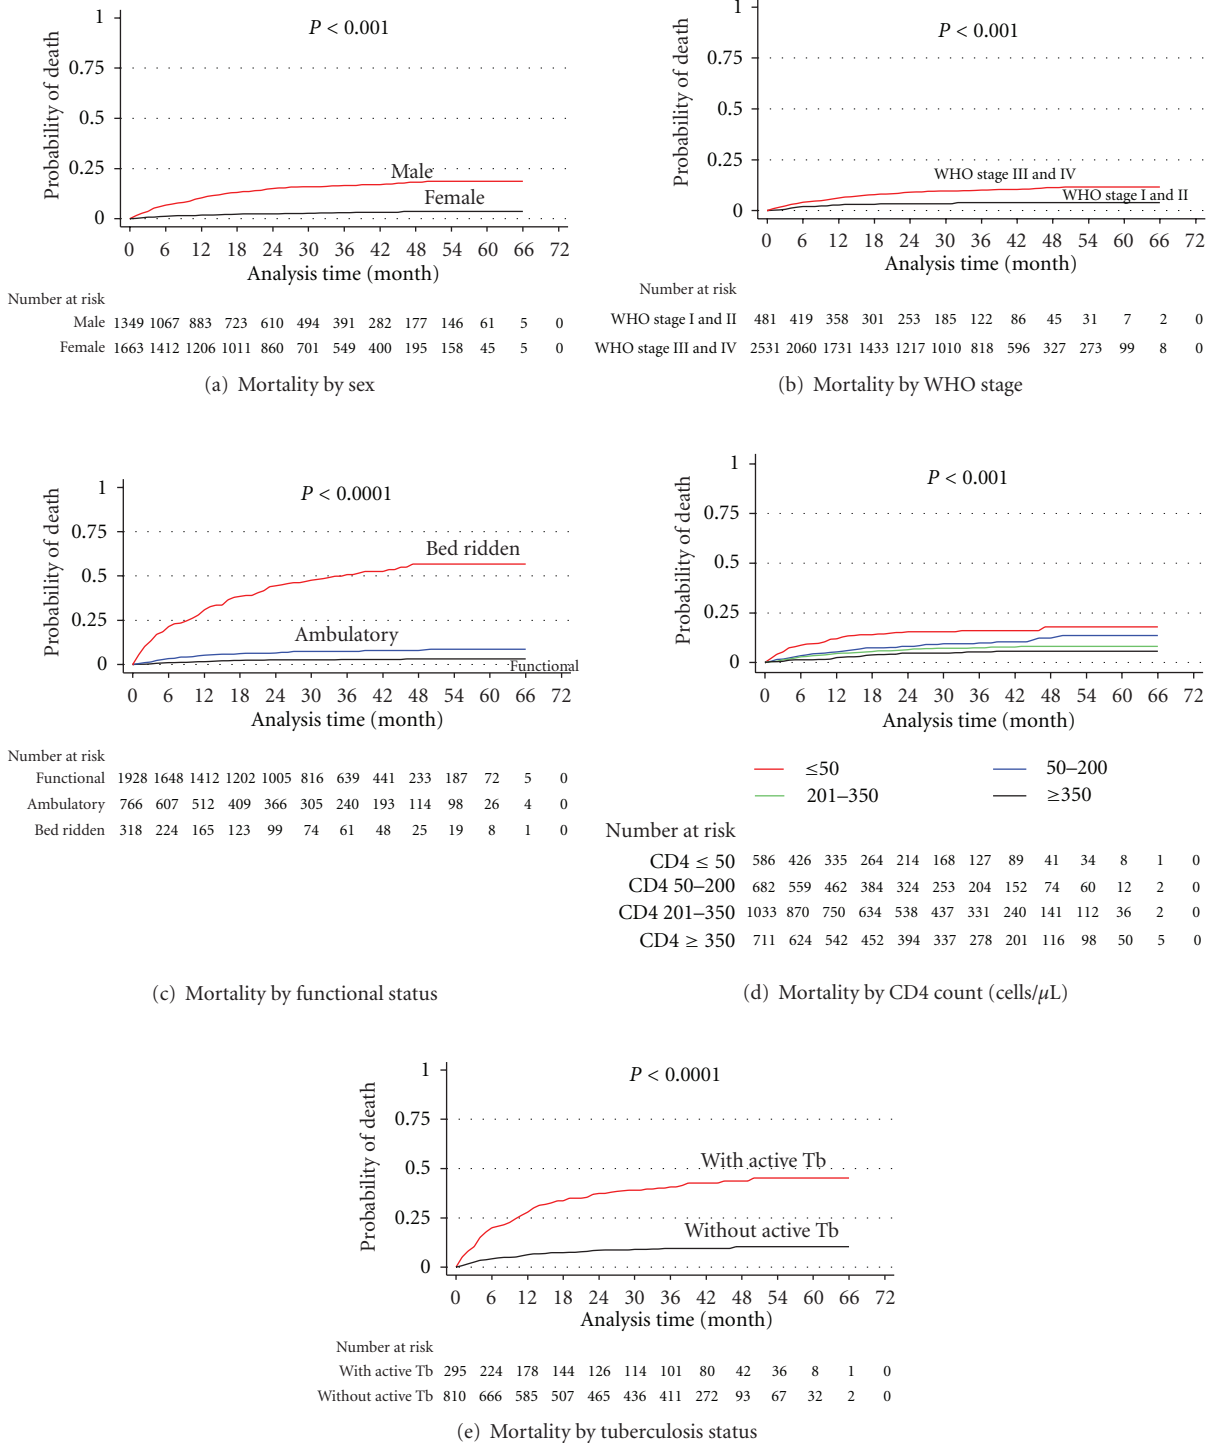 P < 0.001
Probability of death
1
0.75
0.5
0.25
0
Male
Female
0 6 12 18 24 30 36 42 48 54 60 66 72
Analysis time (month)
Number at risk
Male 1349 1067 883 723 610 494 391 282 177 146 61 5 0
Female 1663 1412 1206 1011 860 701 549 400 195 158 45 5 0
(a) Mortality by sex
P < 0.001
Probability of death
1
0.75
0.5
0.25
0
WHO stage III and IV
WHO stage I and II
0 6 12 18 24 30 36 42 48 54 60 66 72
Analysis time (month)
Number at risk
WHO stage I and II 481 419 358 301 253 185 122 86 45 31 7 2 0
WHO stage III and IV 2531 2060 1731 1433 1217 1010 818 596 327 273 99 8 0
(b) Mortality by WHO stage
P < 0.0001
Probability of death
1
0.75
0.5
0.25
0
Bed ridden
Ambulatory
Functional
0 6 12 18 24 30 36 42 48 54 60 66 72
Analysis time (month)
Number at risk
Functional 1928 1648 1412 1202 1005 816 639 441 233 187 72 5 0
Ambulatory 766 607 512 409 366 305 240 193 114 98 26 4 0
Bed ridden 318 224 165 123 99 74 61 48 25 19 8 1 0
(c) Mortality by functional status
P < 0.001
Probability of death
1
0.75
0.5
0.25
0
0 6 12 18 24 30 36 42 48 54 60 66 72
Analysis time (month)
≤50 50–200
201–350 ≥350
Number at risk
CD4 ≤ 50 586 426 335 264 214 168 127 89 41 34 8 1 0
CD4 50–200 682 559 462 384 324 253 204 152 74 60 12 2 0
CD4 201–350 1033 870 750 634 538 437 331 240 141 112 36 2 0
CD4 ≥ 350 711 624 542 452 394 337 278 201 116 98 50 5 0
(d) Mortality by CD4 count (cells/μL)
P < 0.0001
Probability of death
1
0.75
0.5
0.25
0
With active Tb
Without active Tb
0 6 12 18 24 30 36 42 48 54 60 66 72
Analysis time (month)
Number at risk
With active Tb 295 224 178 144 126 114 101 80 42 36 8 1 0
Without active Tb 810 666 585 507 465 436 411 272 93 67 32 2 0
(e) Mortality by tuberculosis status